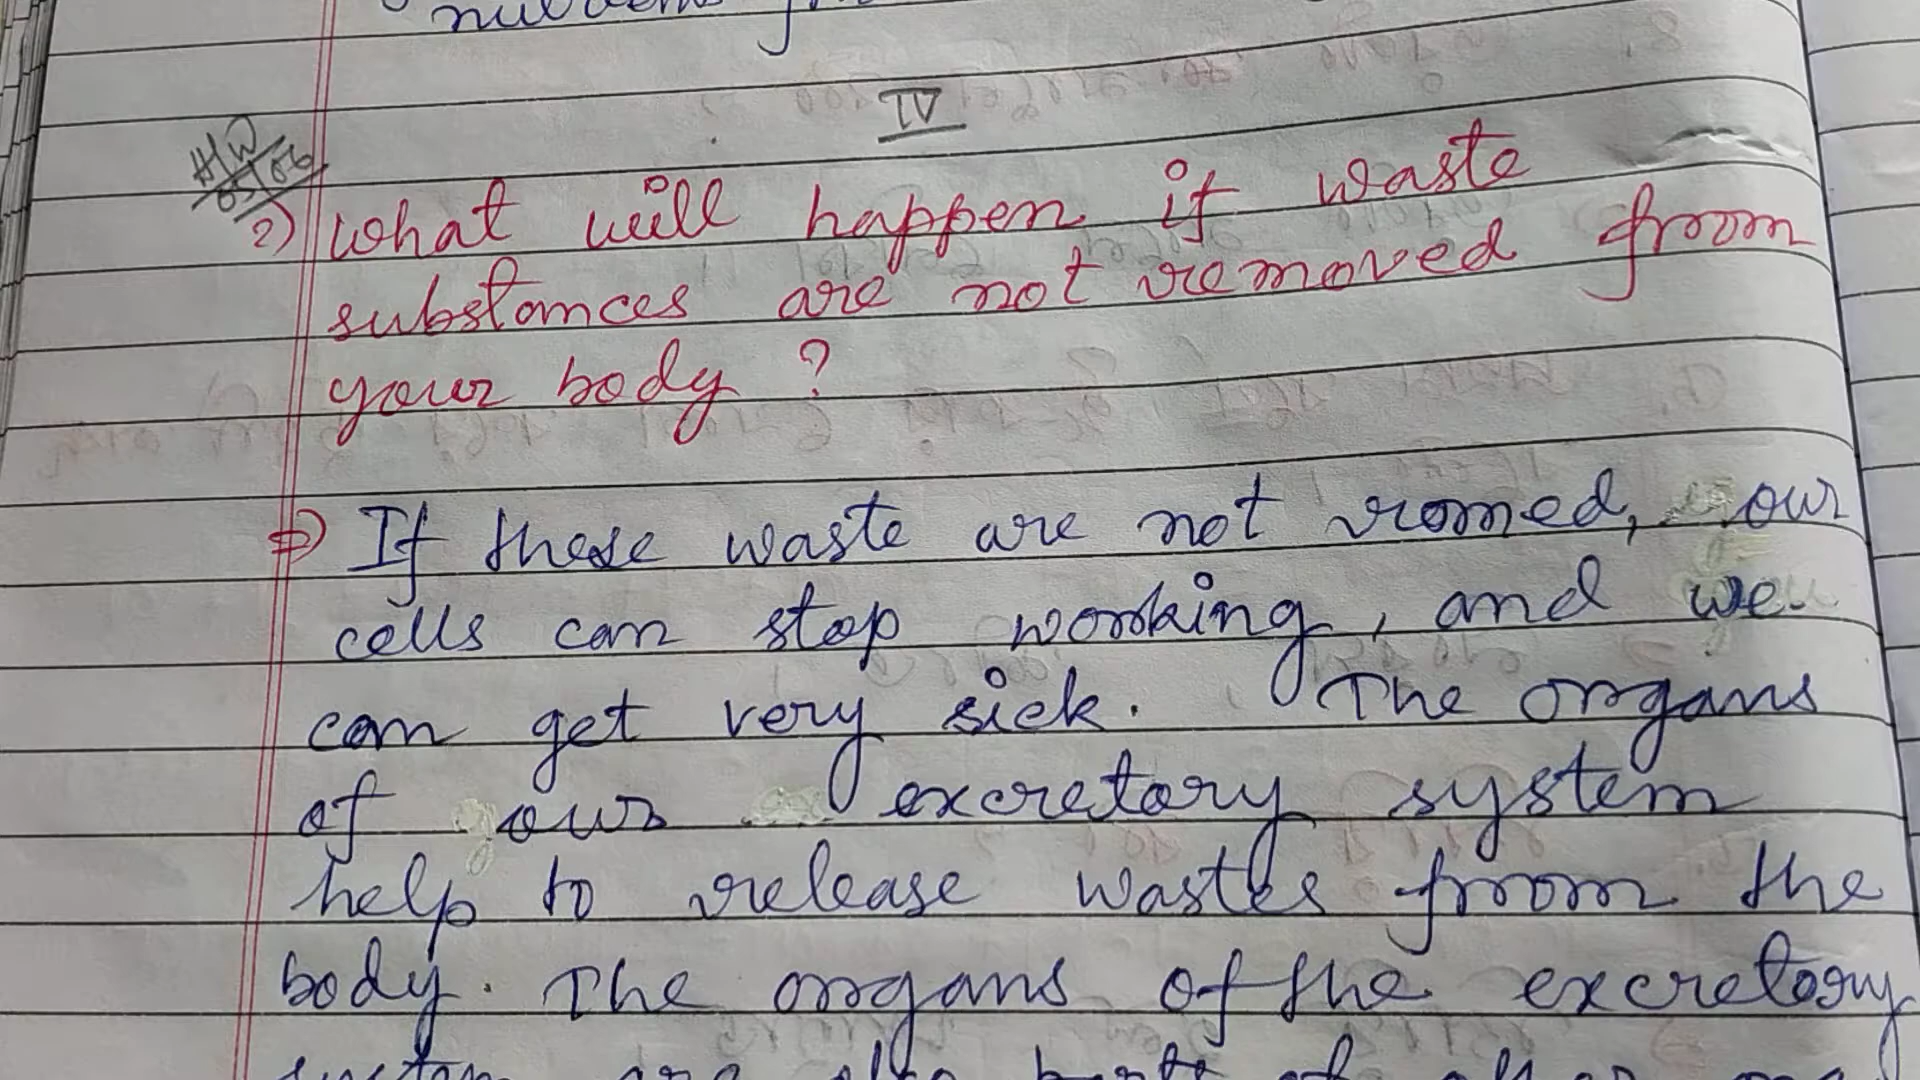 IV
H/W
05/06
2) What will happen if waste
substances are not removed from
your body ?
⇒) If these waste are not romed, our
cells can stop working, and we
can get very sick. The organs
of our excretory system
help to release wastes from the
body. The organs of the excretory